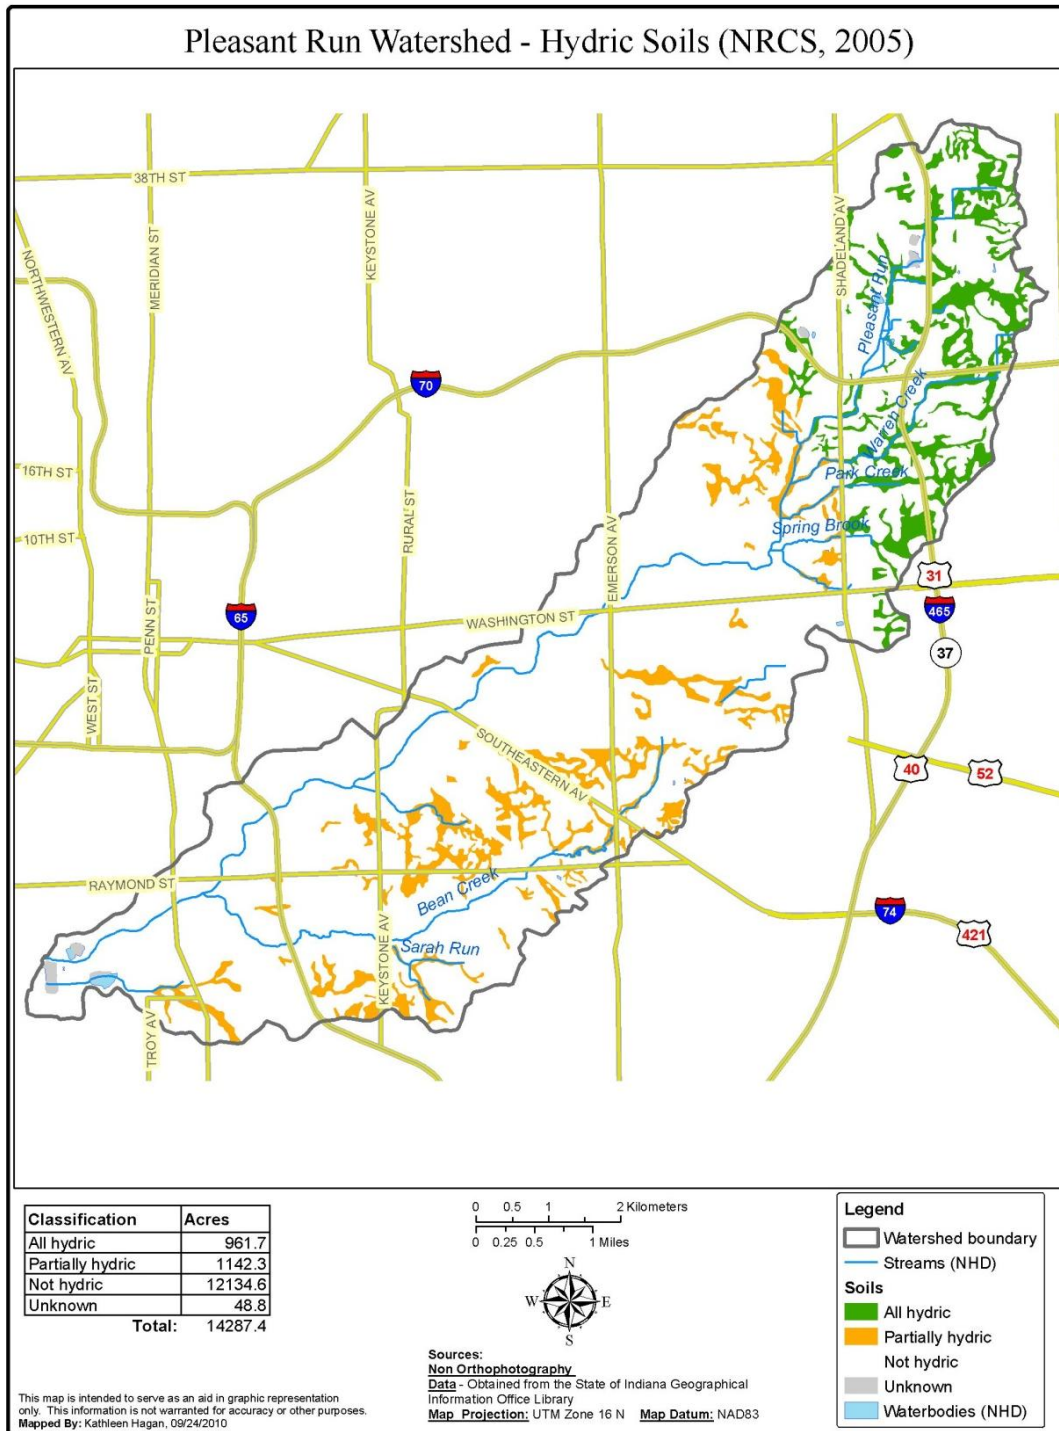 Pleasant Run Watershed - Hydric Soils (NRCS, 2005)
38TH ST
NORTHWESTERN AV
MERIDIAN ST
KEYSTONE AV
SHADELAND AV
Pleasant Run
70
Warren Creek
16TH ST
Park Creek
10TH ST
RURAL ST
EMERSON AV
Spring Brook
31
65
465
WASHINGTON ST
PENN ST
37
WEST ST
SOUTHEASTERN AV
40
52
RAYMOND ST
Bean Creek
74
421
KEYSTONE AV
Sarah Run
TROY AV
Classification Acres
All hydric 961.7
Partially hydric 1142.3
Not hydric 12134.6
Unknown 48.8
Total: 14287.4
This map is intended to serve as an aid in graphic representation
only. This information is not warranted for accuracy or other purposes.
Mapped By: Kathleen Hagan, 09/24/2010
0 0.5 1 2 Kilometers
0 0.25 0.5 1 Miles
N
W E
S
Sources:
Non Orthophotography
Data - Obtained from the State of Indiana Geographical
Information Office Library
Map Projection: UTM Zone 16 N Map Datum: NAD83
Legend
Watershed boundary
Streams (NHD)
Soils
All hydric
Partially hydric
Not hydric
Unknown
Waterbodies (NHD)